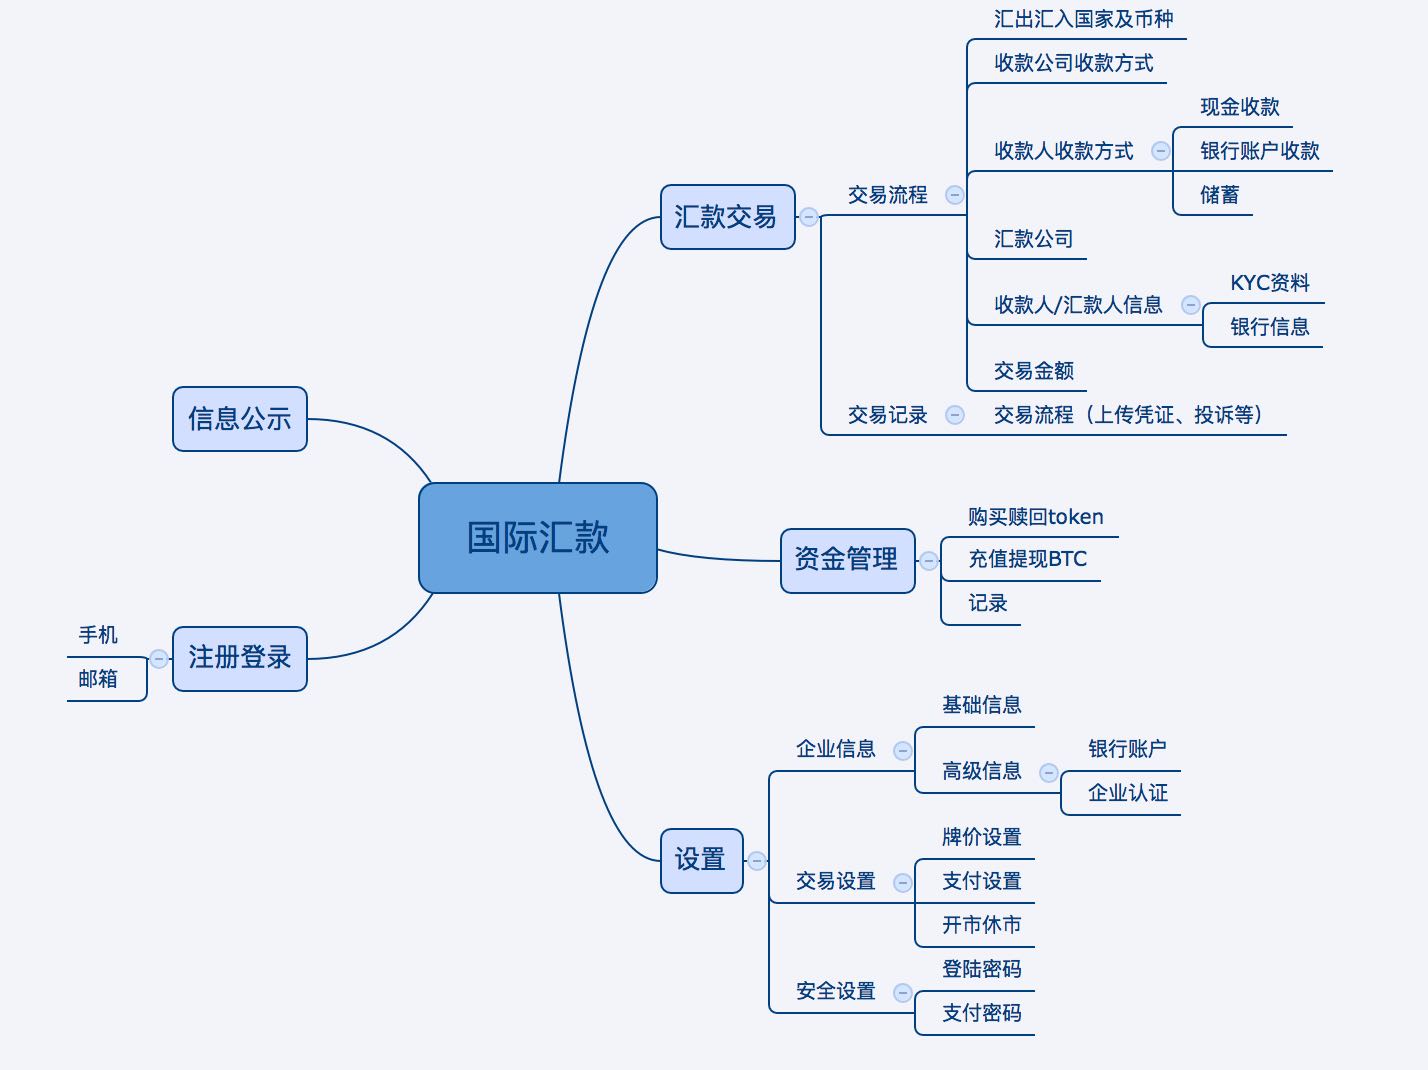 国际汇款
汇款交易
交易流程
汇出汇入国家及币种
收款公司收款方式
收款人收款方式
现金收款
银行账户收款
储蓄
汇款公司
收款人/汇款人信息
KYC资料
银行信息
交易金额
交易记录
交易流程（上传凭证、投诉等）
资金管理
购买赎回token
充值提现BTC
记录
设置
企业信息
基础信息
高级信息
银行账户
企业认证
交易设置
牌价设置
支付设置
开市休市
安全设置
登陆密码
支付密码
信息公示
注册登录
手机
邮箱